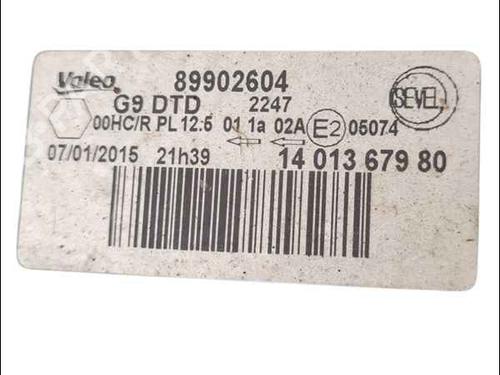 Valeo 89902604
G9 DTD 2247 SEVEL
00HC/R PL 12.5 01 1a 02A E2 05074
07/01/2015 21h39 14 013 679 80